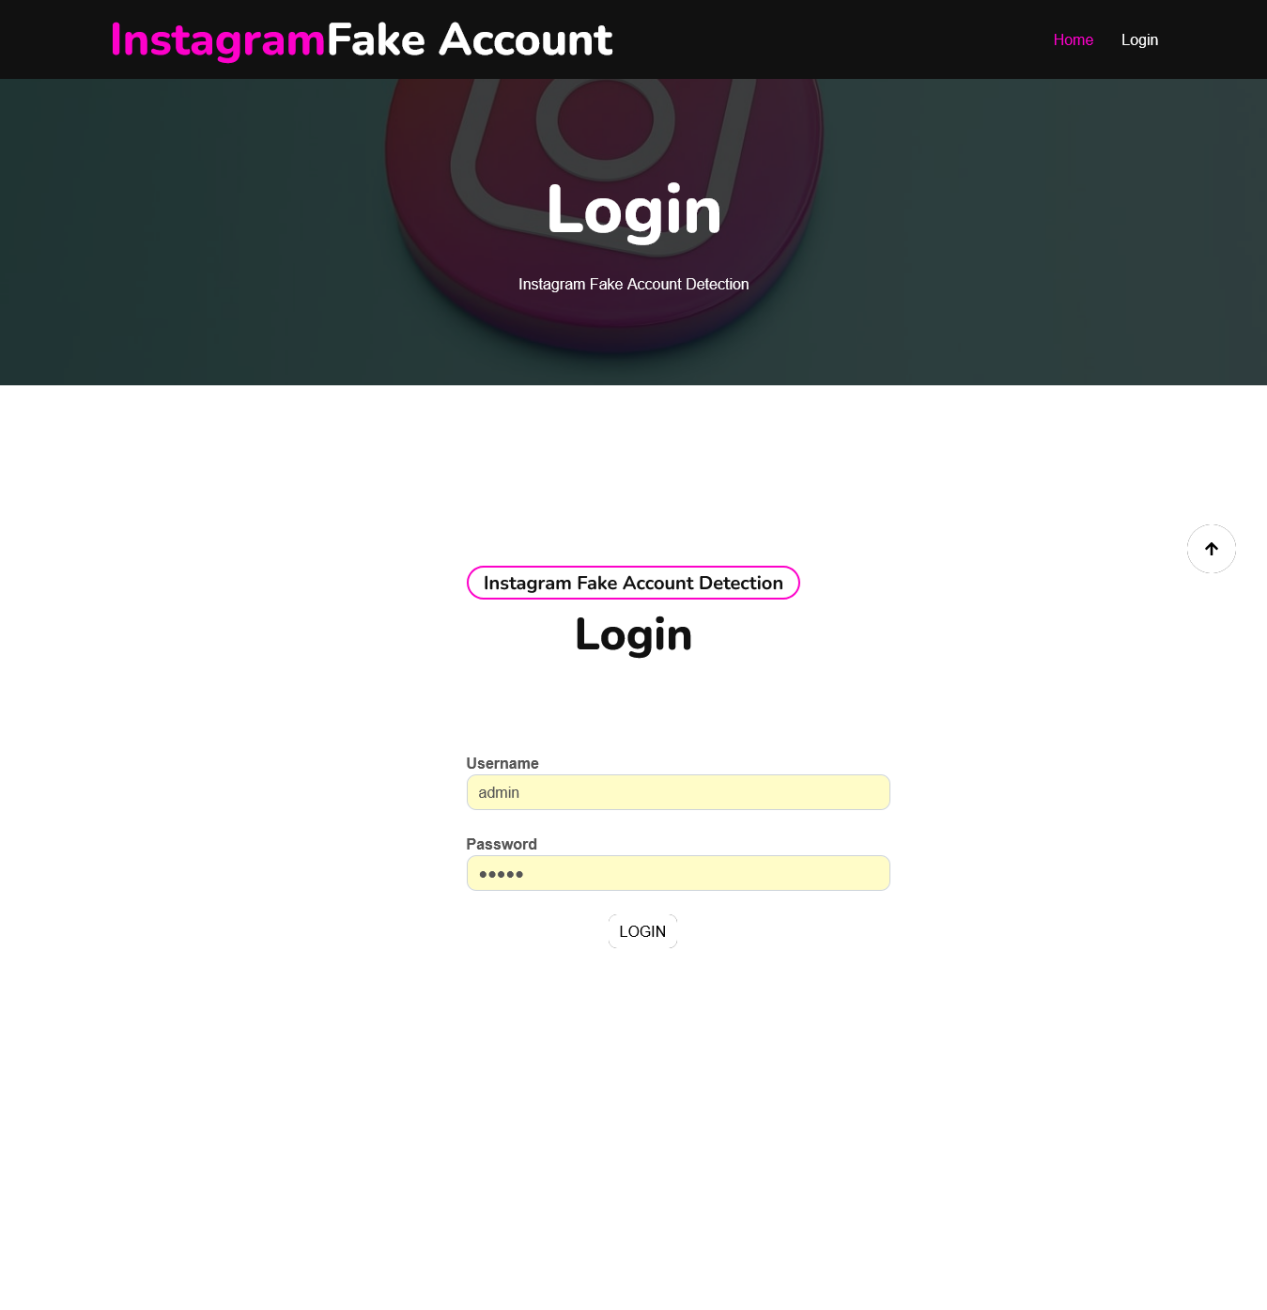 InstagramFake Account
Home Login
Login
Instagram Fake Account Detection
Instagram Fake Account Detection
Login
Username
admin
Password
•••••
LOGIN